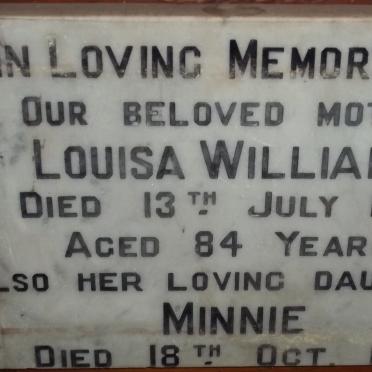 IN LOVING MEMOR
OUR BELOVED MOT
LOUISA WILLIA
DIED 13TH JULY
AGED 84 YEAR
LSO HER LOVING DAU
MINNIE
DIED 18TH OCT.